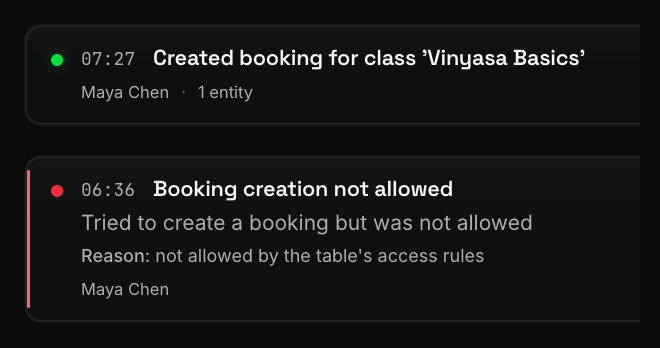 07:27 Created booking for class ’Vinyasa Basics’
Maya Chen · 1 entity
06:36 Booking creation not allowed
Tried to create a booking but was not allowed
Reason: not allowed by the table's access rules
Maya Chen